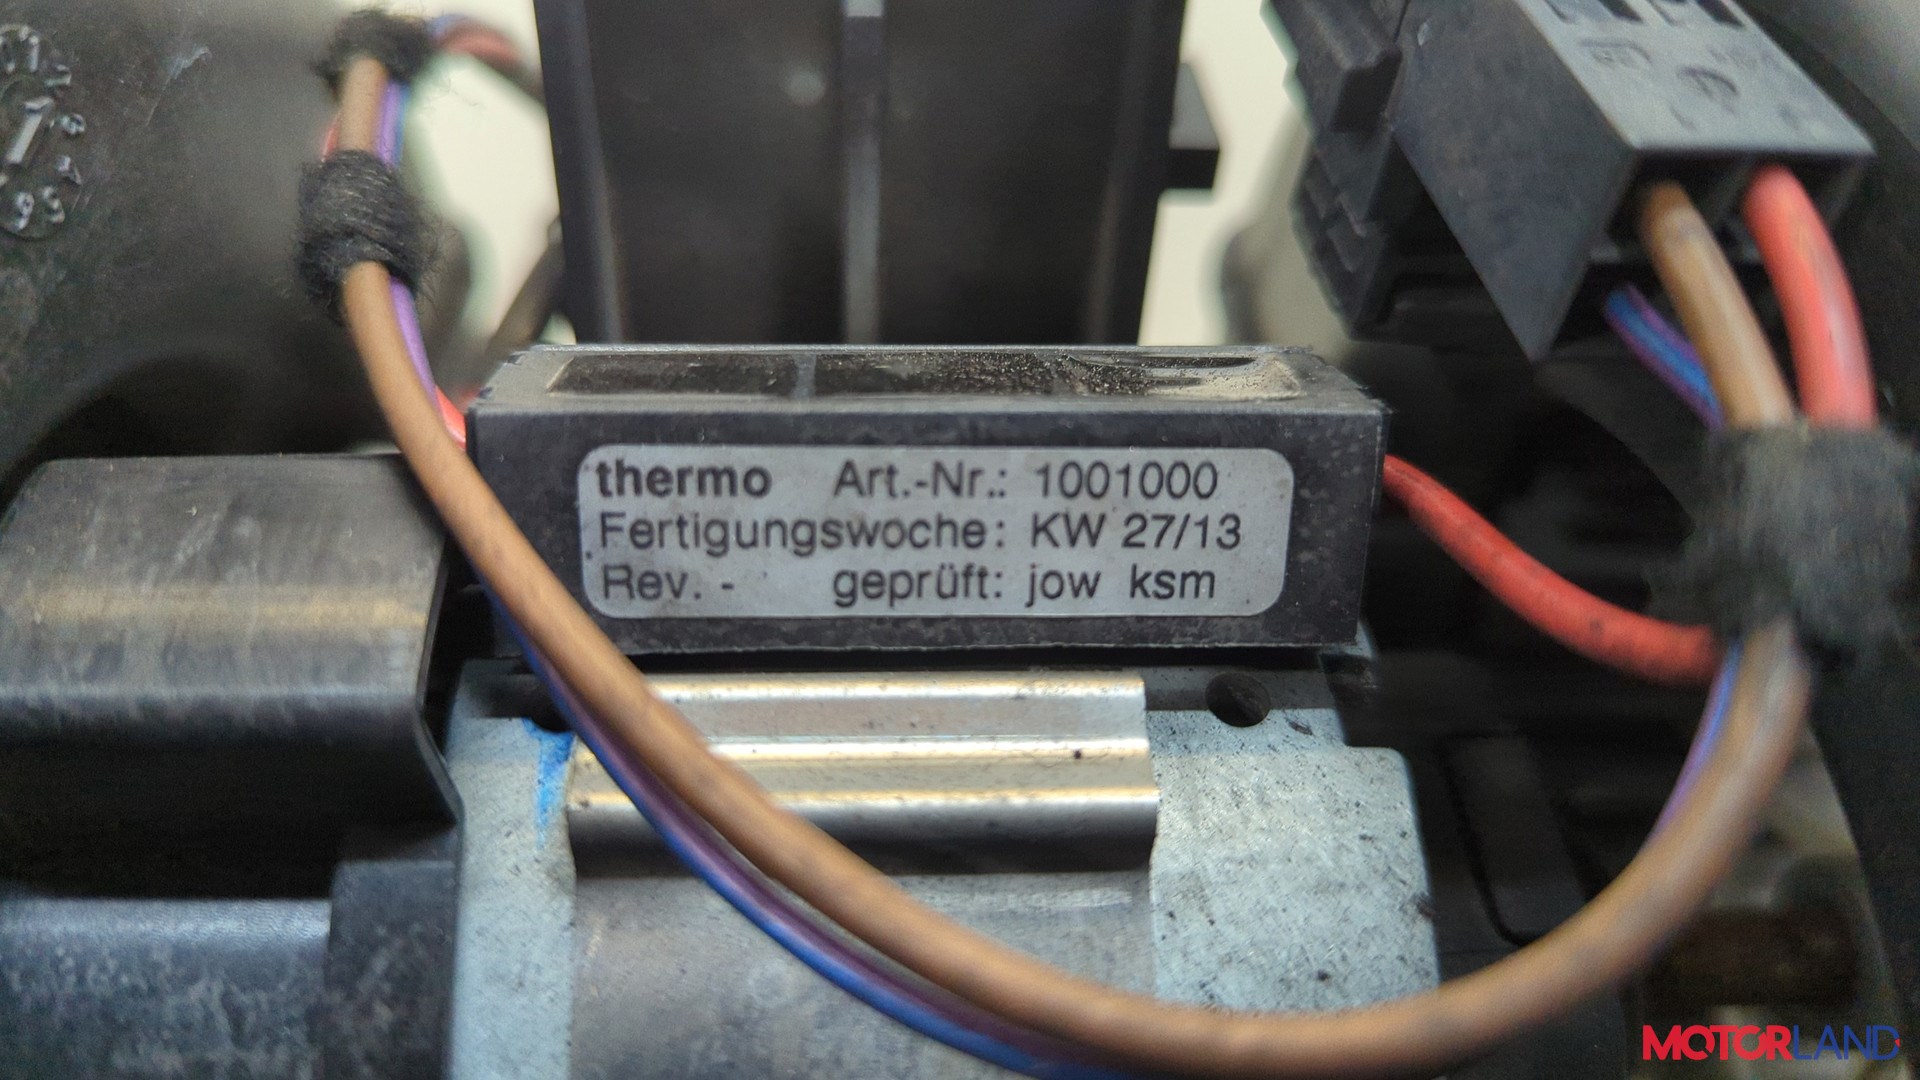 thermo Art.-Nr.: 1001000
Fertigungswoche: KW 27/13
Rev. - geprüft: jow ksm
MOTORLAND